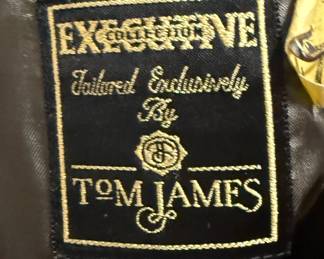 EXECUTIVE
COLLECTION
Tailored Exclusively
By
TOM JAMES